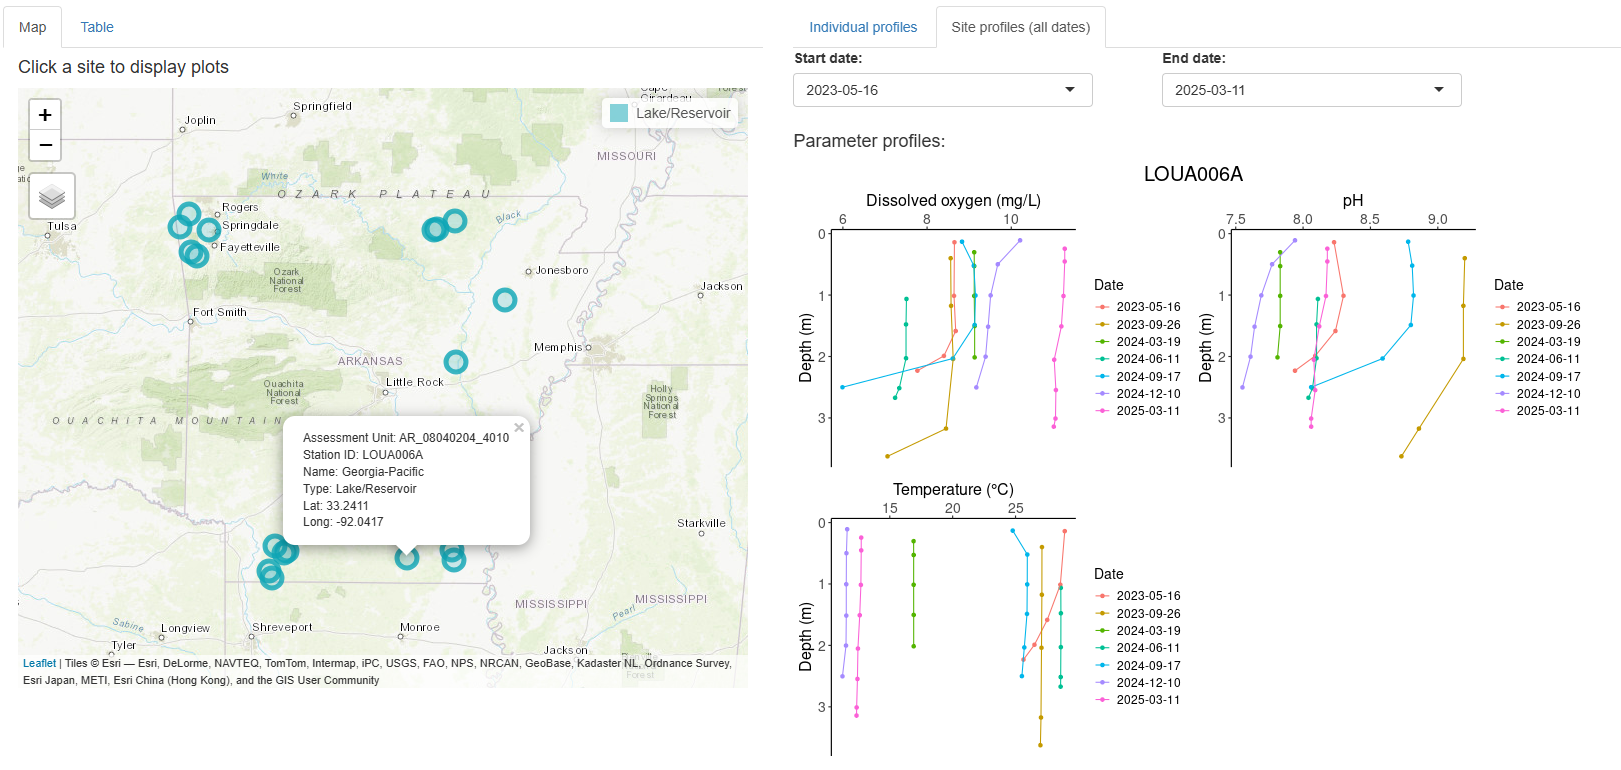 Map
Table
Click a site to display plots
+
−
Lake/Reservoir
Cape
Girardeau
Springfield
Joplin
MISSOURI
White
OZARK PLATEAU
Rogers
Springdale
Tulsa
Fayetteville
Black
Ozark
National
Forest
Jonesboro
Jackson
Fort Smith
Memphis
ARKANSAS
Little Rock
Ouachita
National
Forest
Holly
Springs
National
Forest
OUACHITA MOUNTAIN
×
Assessment Unit: AR_08040204_4010
Station ID: LOUA006A
Name: Georgia-Pacific
Type: Lake/Reservoir
Lat: 33.2411
Long: -92.0417
Starkville
MISSISSIPPI
MISSISSIPPI
Pearl
Sabine
Longview
Shreveport
Monroe
Tyler
Jackson
Forest
Leaflet | Tiles © Esri — Esri, DeLorme, NAVTEQ, TomTom, Intermap, iPC, USGS, FAO, NPS, NRCAN, GeoBase, Kadaster NL, Ordnance Survey,
Esri Japan, METI, Esri China (Hong Kong), and the GIS User Community
Individual profiles
Site profiles (all dates)
Start date:
End date:
2023-05-16
2025-03-11
Parameter profiles:
LOUA006A
Dissolved oxygen (mg/L)
6 8 10
0
1
2
3
Depth (m)
Date
2023-05-16
2023-09-26
2024-03-19
2024-06-11
2024-09-17
2024-12-10
2025-03-11
pH
7.5 8.0 8.5 9.0
0
1
2
3
Depth (m)
Date
2023-05-16
2023-09-26
2024-03-19
2024-06-11
2024-09-17
2024-12-10
2025-03-11
Temperature (°C)
15 20 25
0
1
2
3
Depth (m)
Date
2023-05-16
2023-09-26
2024-03-19
2024-06-11
2024-09-17
2024-12-10
2025-03-11